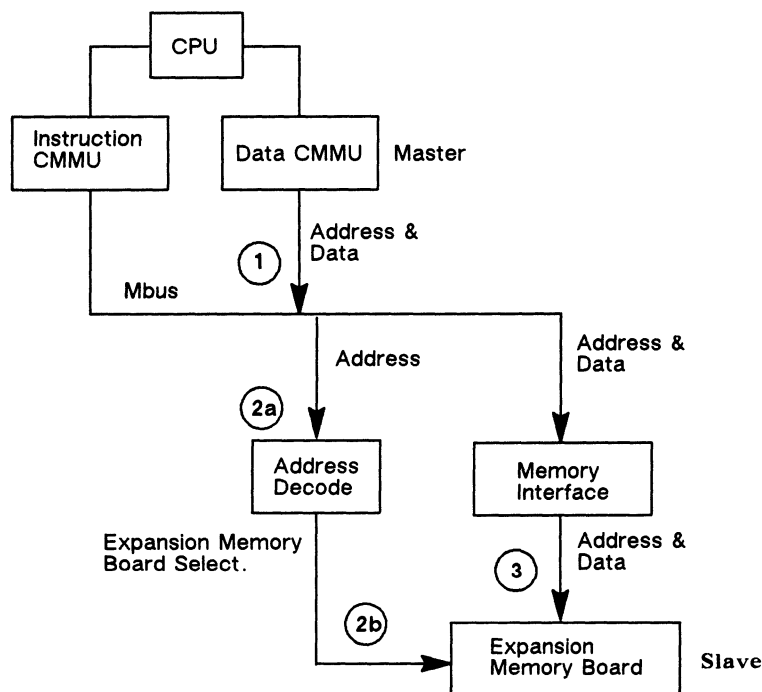 CPU
Instruction
CMMU
Data CMMU
Master
Address &
Data
1
Mbus
Address
Address &
Data
2a
Address
Decode
Memory
Interface
Expansion Memory
Board Select.
Address &
Data
3
2b
Expansion
Memory Board
Slave